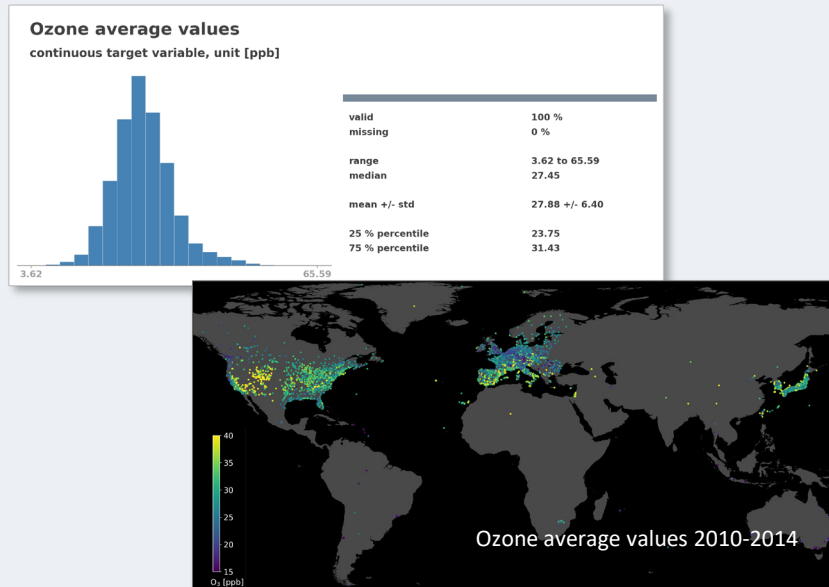 Ozone average values
continuous target variable, unit [ppb]
valid 100 %
missing 0 %
range 3.62 to 65.59
median 27.45
mean +/- std 27.88 +/- 6.40
25 % percentile 23.75
75 % percentile 31.43
3.62 65.59
40
35
30
25
20
15
O₃ [ppb]
Ozone average values 2010-2014